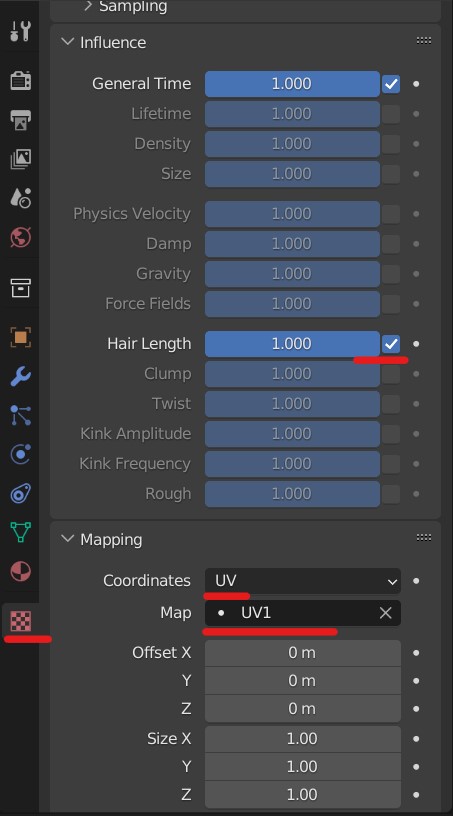 Sampling
Influence
General Time 1.000
Lifetime 1.000
Density 1.000
Size 1.000
Physics Velocity 1.000
Damp 1.000
Gravity 1.000
Force Fields 1.000
Hair Length 1.000
Clump 1.000
Twist 1.000
Kink Amplitude 1.000
Kink Frequency 1.000
Rough 1.000
Mapping
Coordinates UV
Map UV1
Offset X 0 m
Y 0 m
Z 0 m
Size X 1.00
Y 1.00
Z 1.00